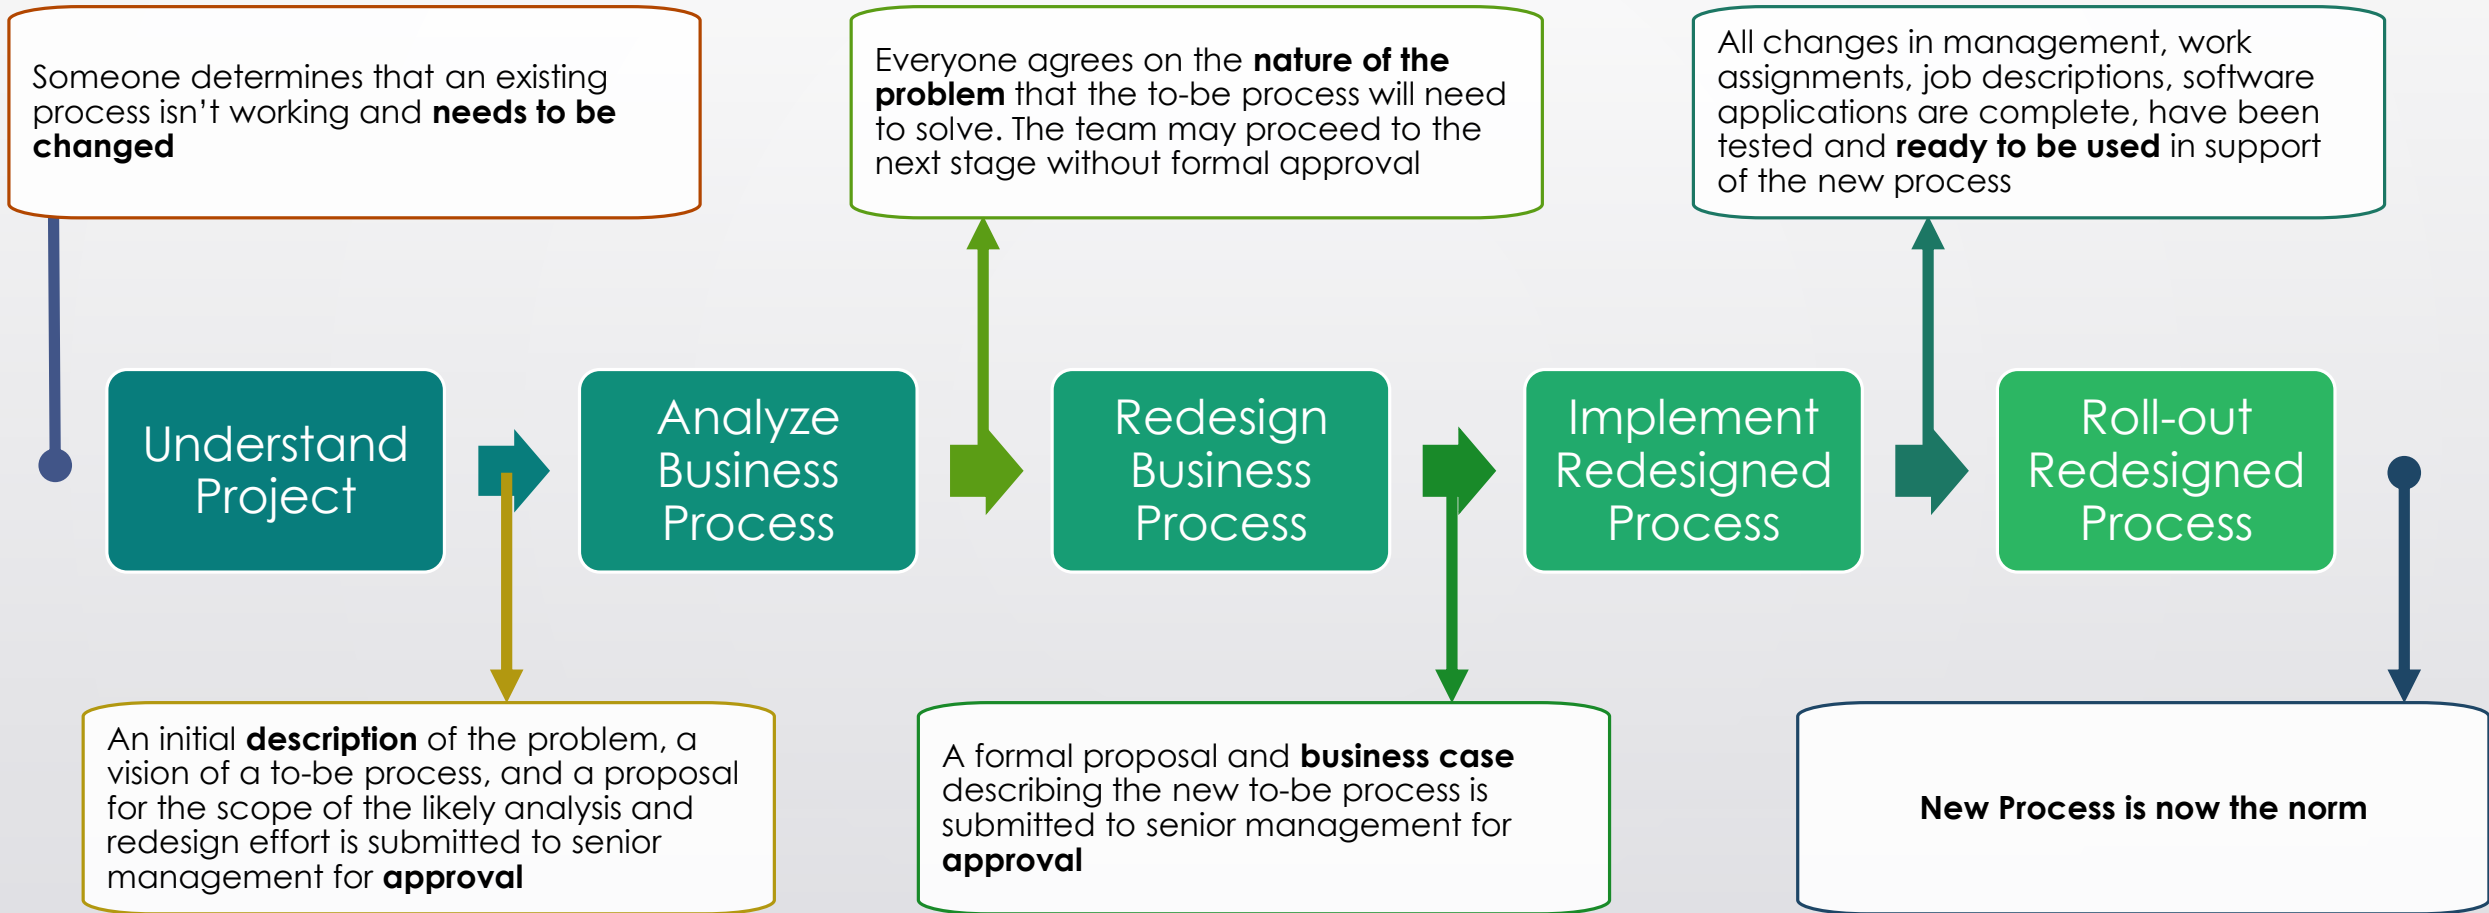 Someone determines that an existing
process isn’t working and needs to be
changed
Everyone agrees on the nature of the
problem that the to-be process will need
to solve. The team may proceed to the
next stage without formal approval
All changes in management, work
assignments, job descriptions, software
applications are complete, have been
tested and ready to be used in support
of the new process
Understand
Project
Analyze
Business
Process
Redesign
Business
Process
Implement
Redesigned
Process
Roll-out
Redesigned
Process
An initial description of the problem, a
vision of a to-be process, and a proposal
for the scope of the likely analysis and
redesign effort is submitted to senior
management for approval
A formal proposal and business case
describing the new to-be process is
submitted to senior management for
approval
New Process is now the norm